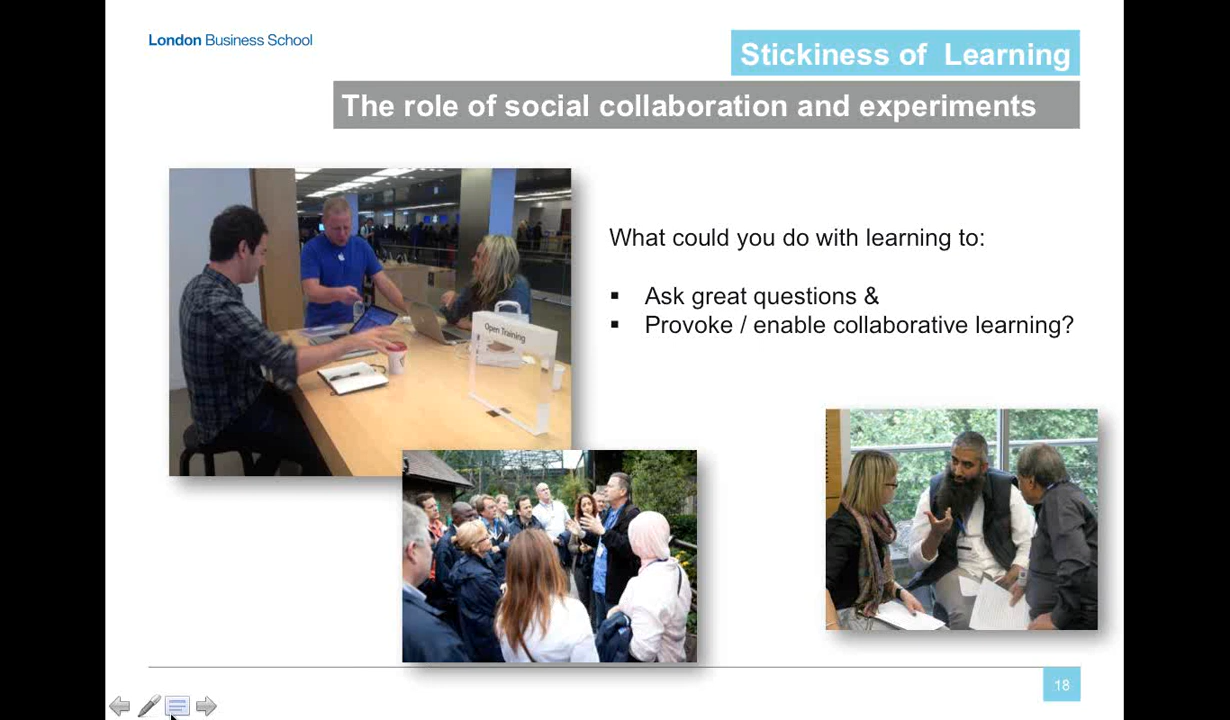 London Business School
Stickiness of  Learning
The role of social collaboration and experiments
What could you do with learning to:
▪ Ask great questions &
▪ Provoke / enable collaborative learning?
Open Training
18